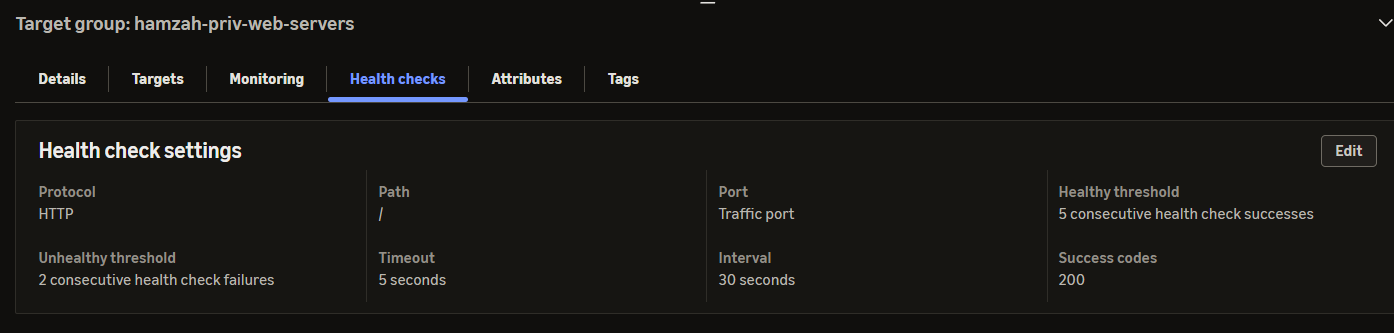 Target group: hamzah-priv-web-servers
Details Targets Monitoring Health checks Attributes Tags
Health check settings Edit
Protocol Path Port Healthy threshold
HTTP / Traffic port 5 consecutive health check successes
Unhealthy threshold Timeout Interval Success codes
2 consecutive health check failures 5 seconds 30 seconds 200